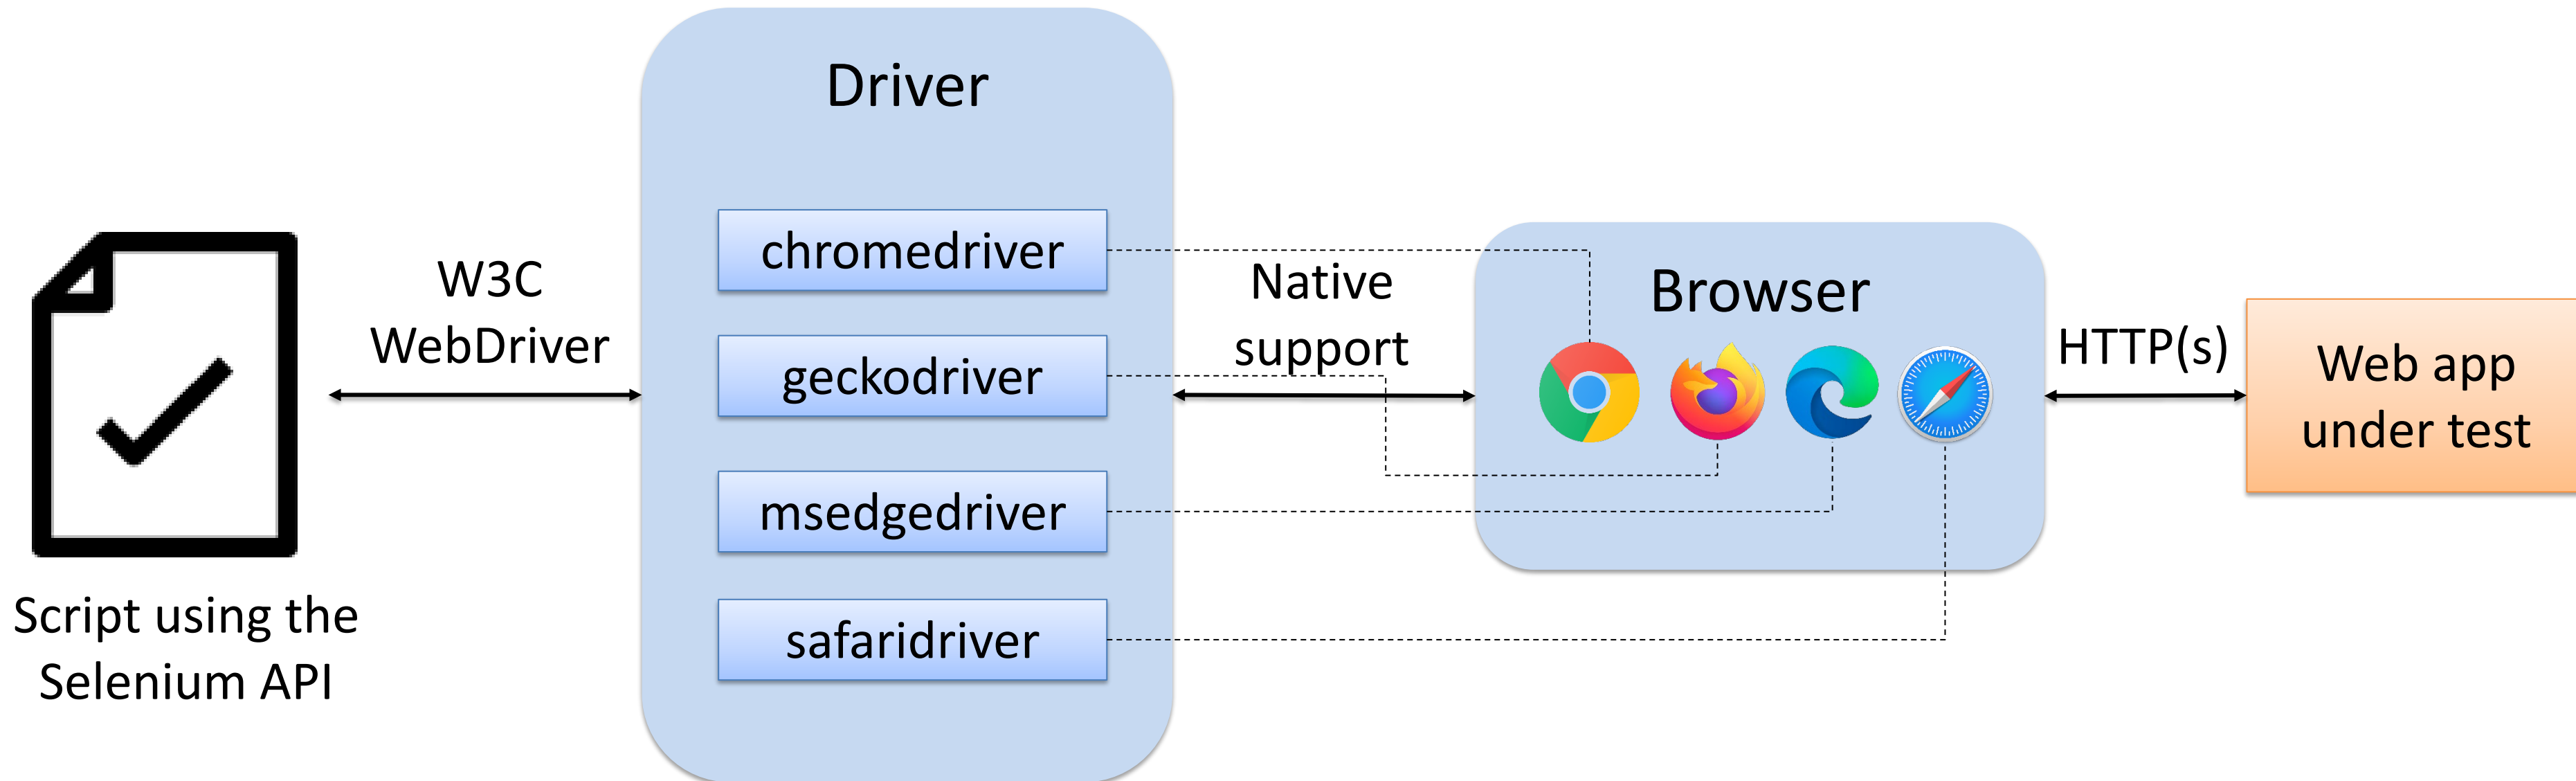 Driver
chromedriver
geckodriver
msedgedriver
safaridriver
W3C
WebDriver
Script using the
Selenium API
Native
support
Browser
HTTP(s)
Web app
under test